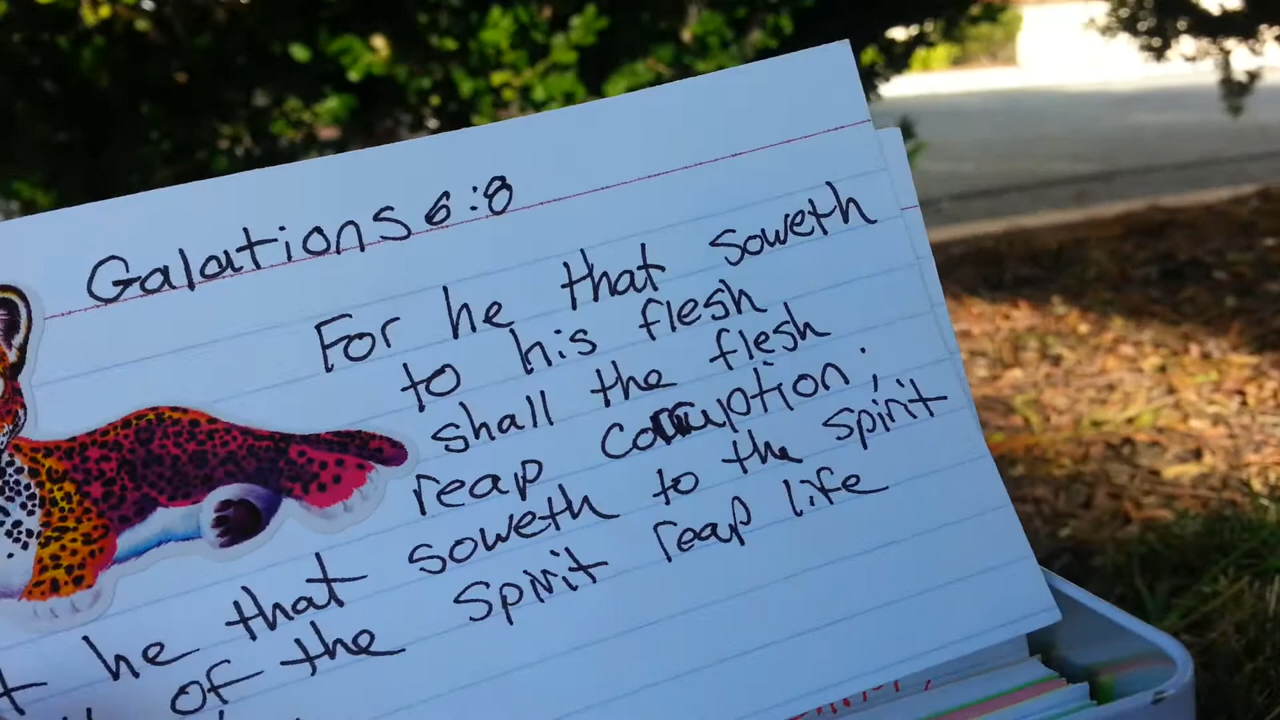 Galations 6:8
For he that soweth
to his flesh
shall the flesh
reap corruption;
he that soweth to the spirit
of the spirit reap life